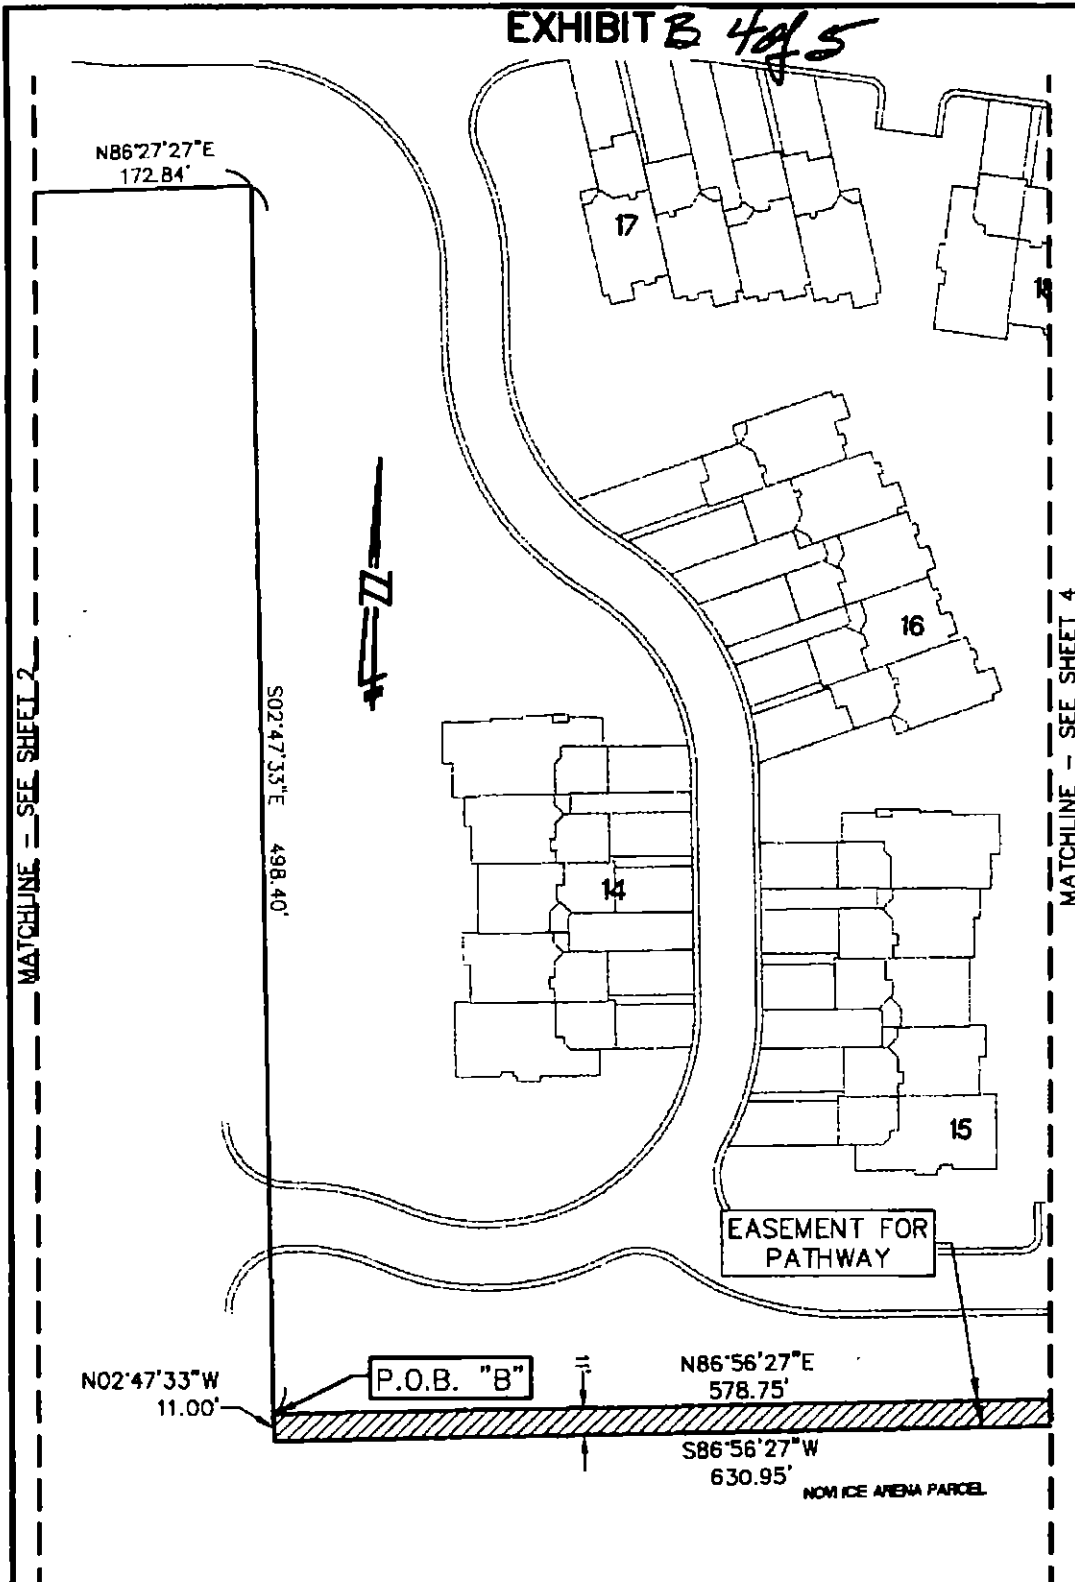 EXHIBIT B 4 of 5
N86°27'27"E
172.84'
17
18
N
16
MATCHLINE - SEE SHEET 2
MATCHLINE - SEE SHEET 4
S02°47'33"E 498.40'
14
15
EASEMENT FOR
PATHWAY
N02°47'33"W
11.00'
P.O.B. "B"
11'
N86°56'27"E
578.75'
S86°56'27"W
630.95'
NOVI ICE ARENA PARCEL